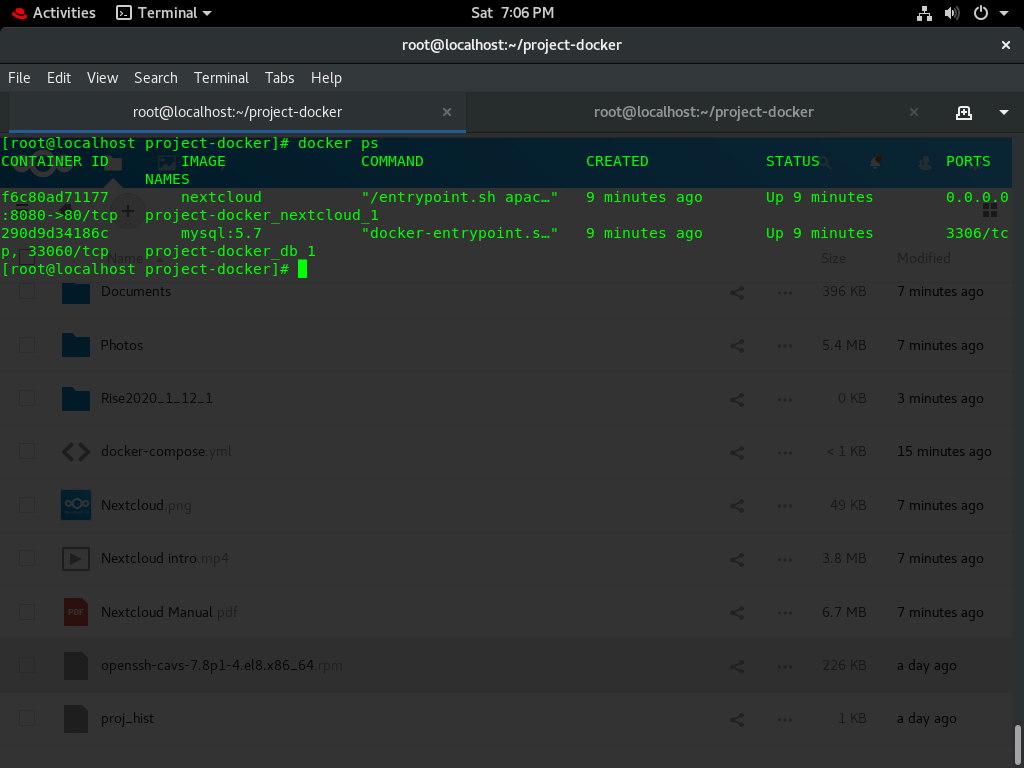 Activities Terminal Sat 7:06 PM
root@localhost:~/project-docker
File Edit View Search Terminal Tabs Help
root@localhost:~/project-docker root@localhost:~/project-docker
[root@localhost project-docker]# docker ps
CONTAINER ID IMAGE COMMAND CREATED STATUS PORTS
NAMES
f6c80ad71177 nextcloud "/entrypoint.sh apac…" 9 minutes ago Up 9 minutes 0.0.0.0
:8080->80/tcp project-docker_nextcloud_1
290d9d34186c mysql:5.7 "docker-entrypoint.s…" 9 minutes ago Up 9 minutes 3306/tc
p, 33060/tcp project-docker_db_1
Name Size Modified
[root@localhost project-docker]#
Documents 396 KB 7 minutes ago
Photos 5.4 MB 7 minutes ago
Rise2020_1_12_1 0 KB 3 minutes ago
docker-compose.yml < 1 KB 15 minutes ago
Nextcloud.png 49 KB 7 minutes ago
Nextcloud intro.mp4 3.8 MB 7 minutes ago
PDF Nextcloud Manual.pdf 6.7 MB 7 minutes ago
openssh-cavs-7.8p1-4.el8.x86_64.rpm 226 KB a day ago
proj_hist 1 KB a day ago